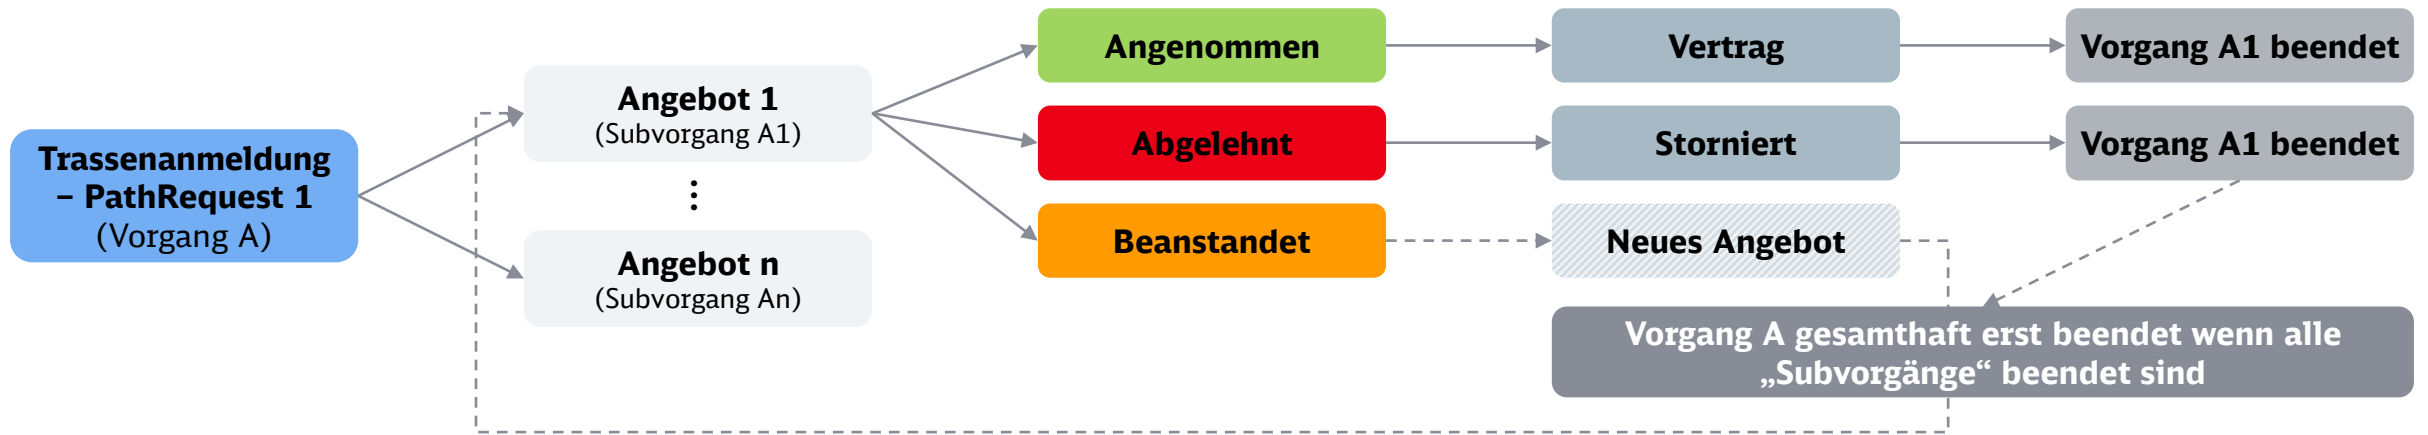 Trassenanmeldung
– PathRequest 1
(Vorgang A)
Angebot 1
(Subvorgang A1)
⋮
Angebot n
(Subvorgang An)
Angenommen
Vertrag
Vorgang A1 beendet
Abgelehnt
Storniert
Vorgang A1 beendet
Beanstandet
Neues Angebot
Vorgang A gesamthaft erst beendet wenn alle
„Subvorgänge“ beendet sind